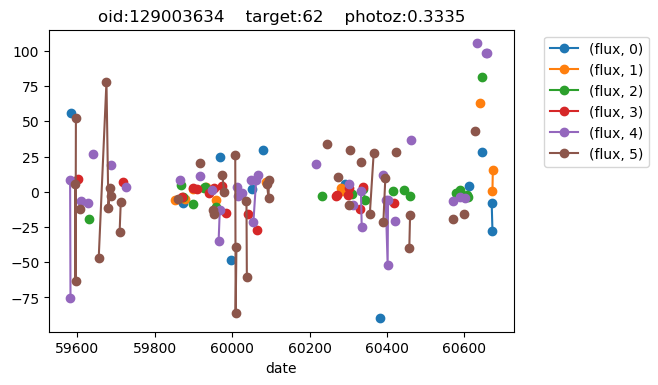 oid:129003634    target:62    photoz:0.3335
100
75
50
25
0
−25
−50
−75
59600 59800 60000 60200 60400 60600
date
(flux, 0)
(flux, 1)
(flux, 2)
(flux, 3)
(flux, 4)
(flux, 5)